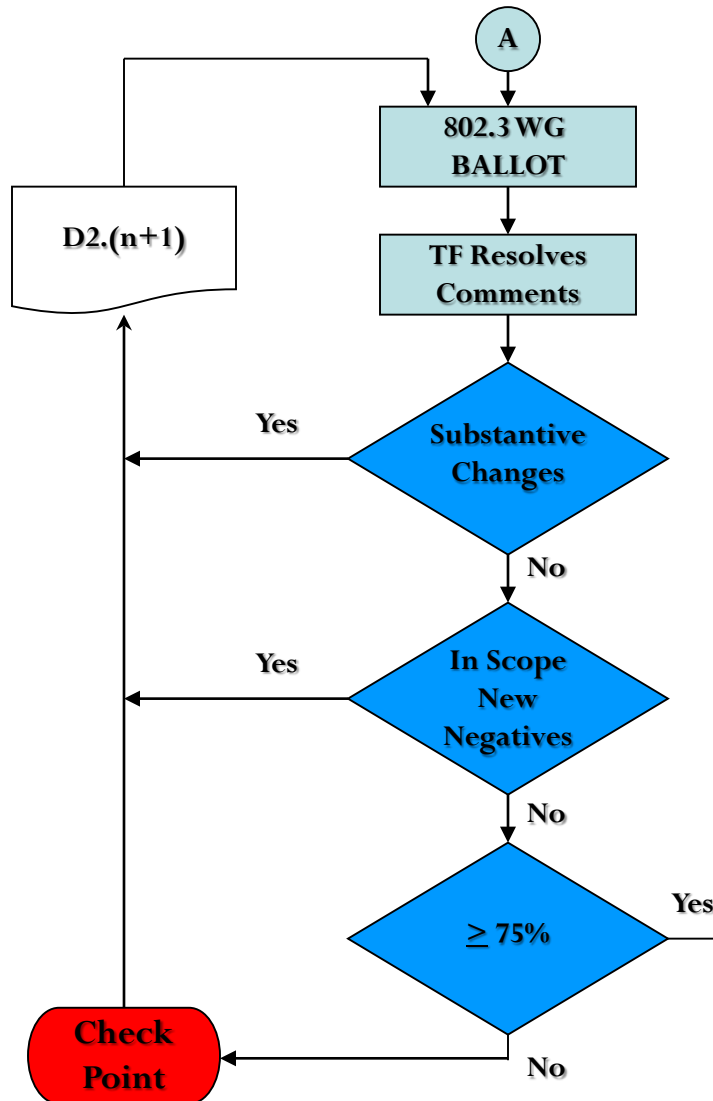 A
802.3 WG
BALLOT
D2.(n+1)
TF Resolves
Comments
Yes
Substantive
Changes
No
Yes
In Scope
New
Negatives
No
Yes
≥ 75%
Check
Point
No